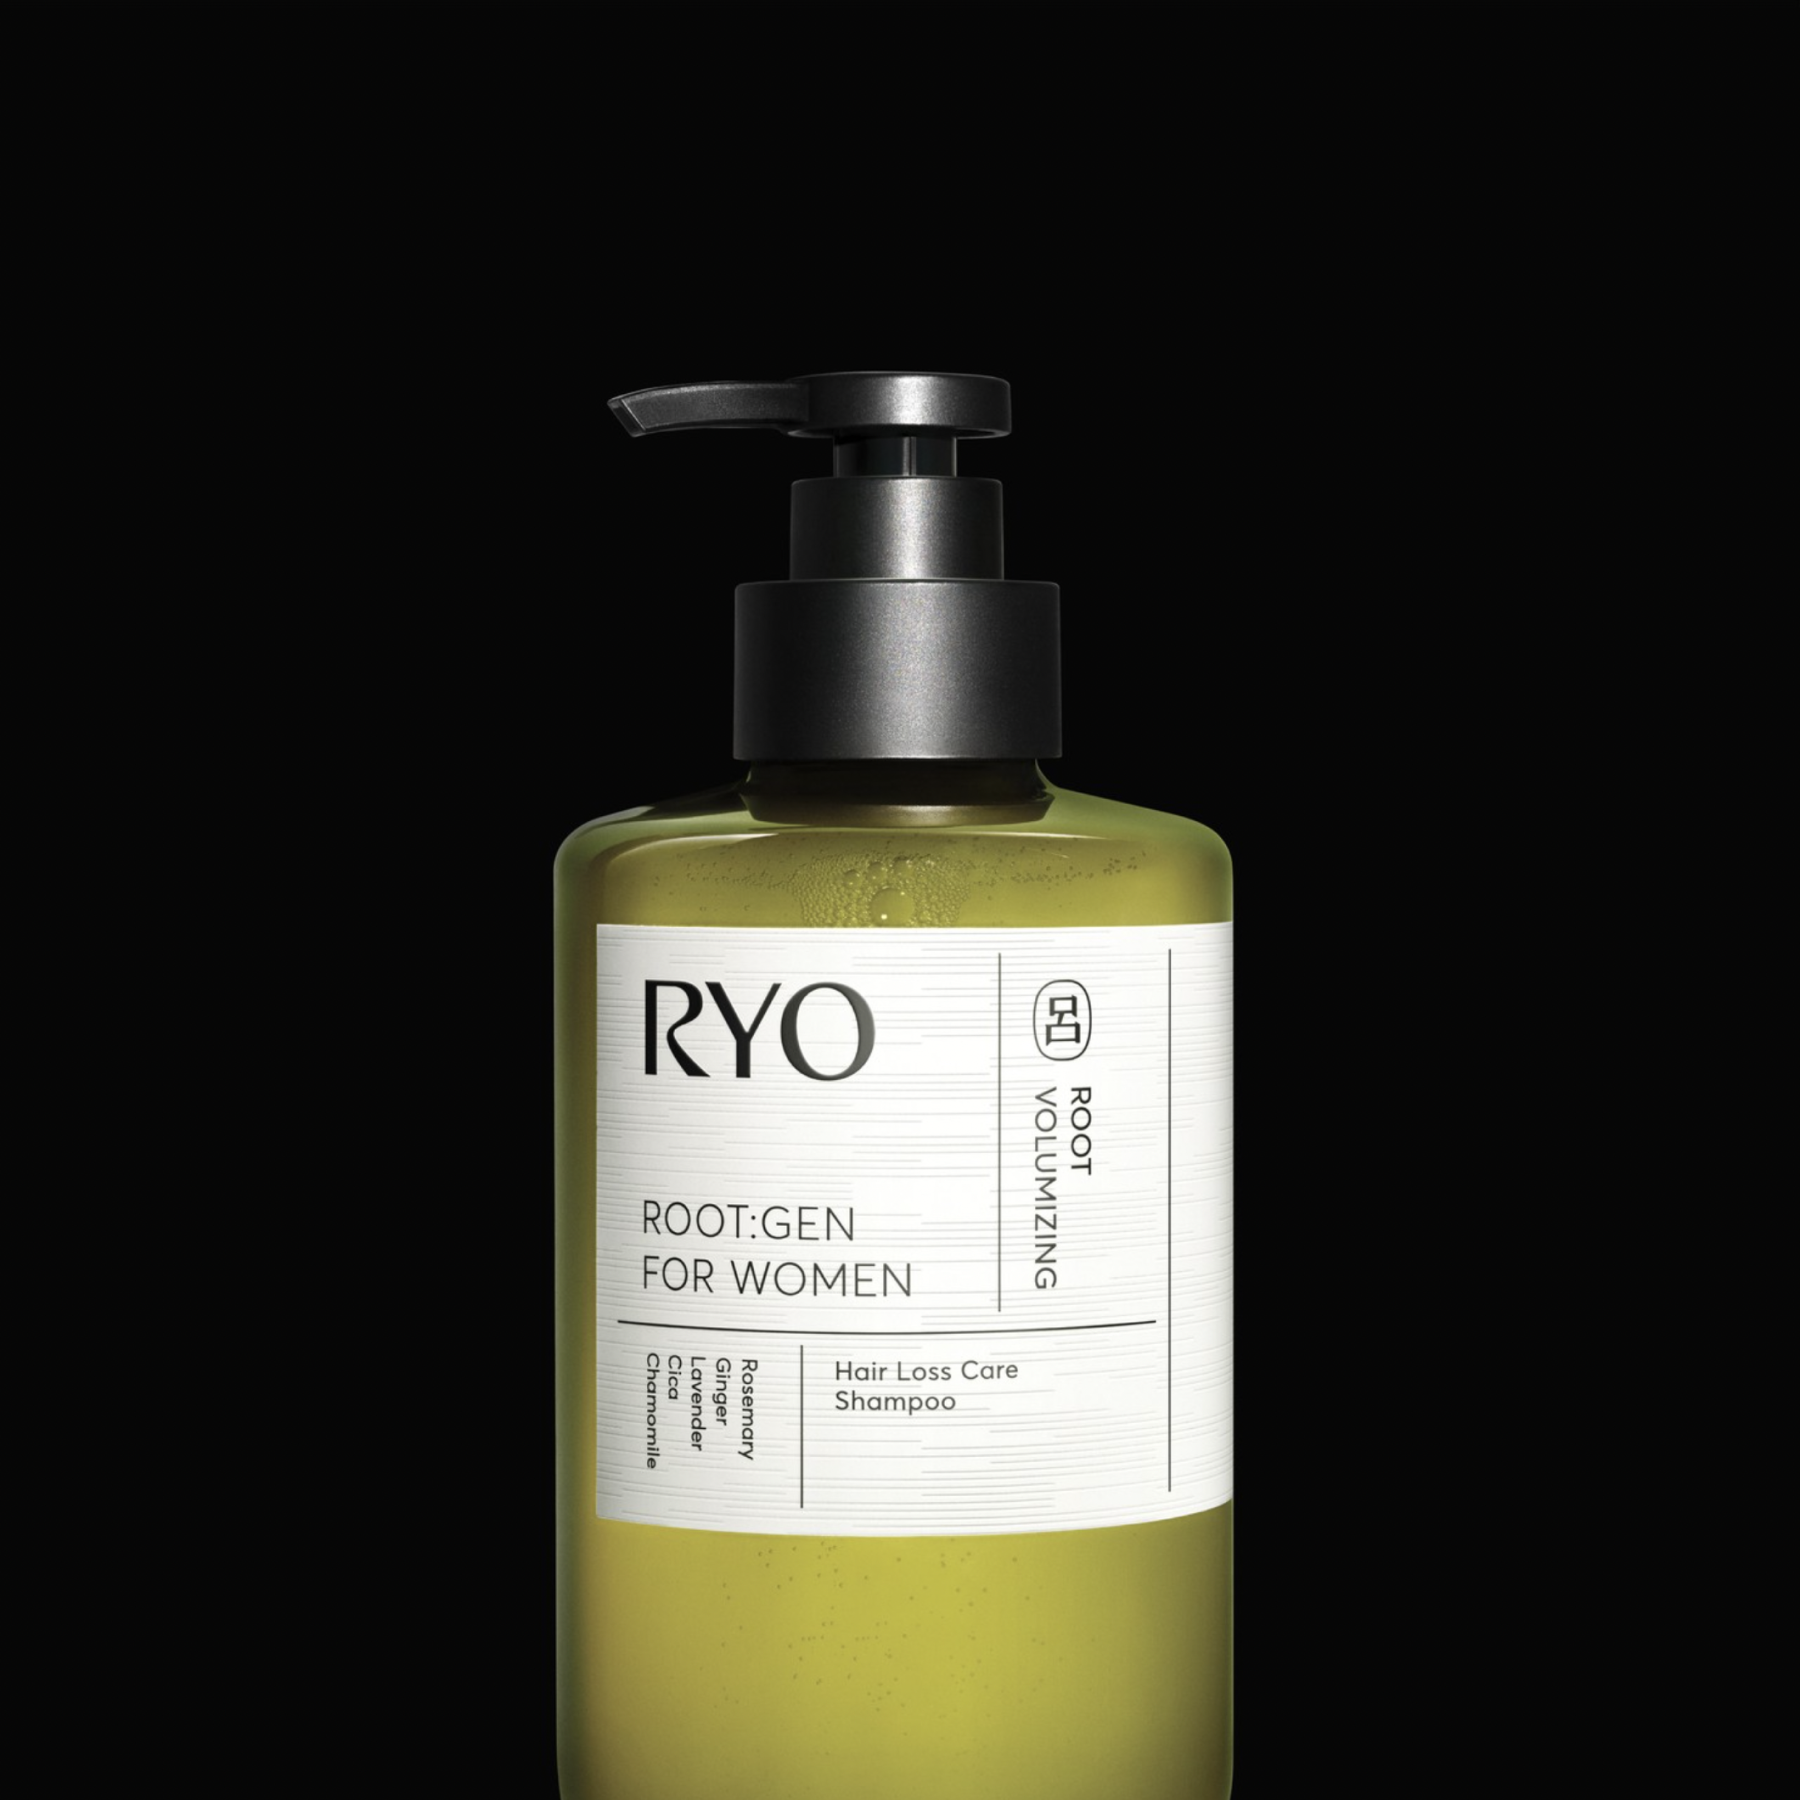 RYO
ROOT
VOLUMIZING
ROOT:GEN
FOR WOMEN
Rosemary
Ginger
Lavender
Cica
Chamomile
Hair Loss Care
Shampoo